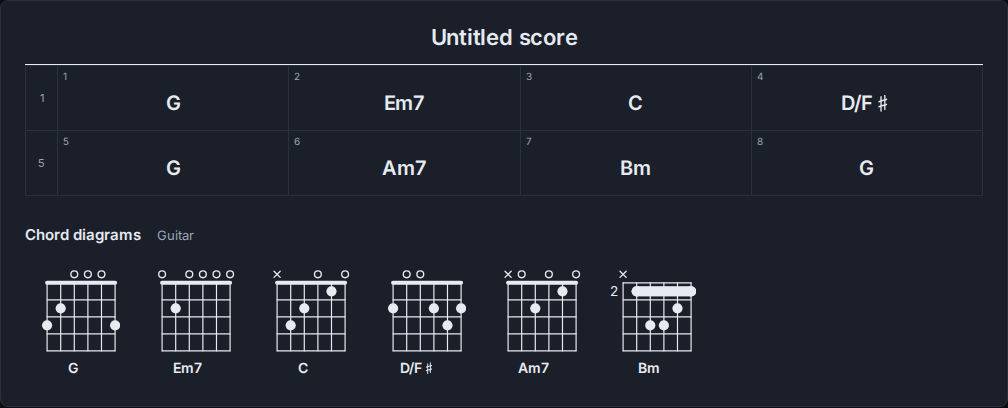 Untitled score
1 2 3 4
1 G Em7 C D/F♯
5 6 7 8
5 G Am7 Bm G
Chord diagrams Guitar
2
G Em7 C D/F♯ Am7 Bm